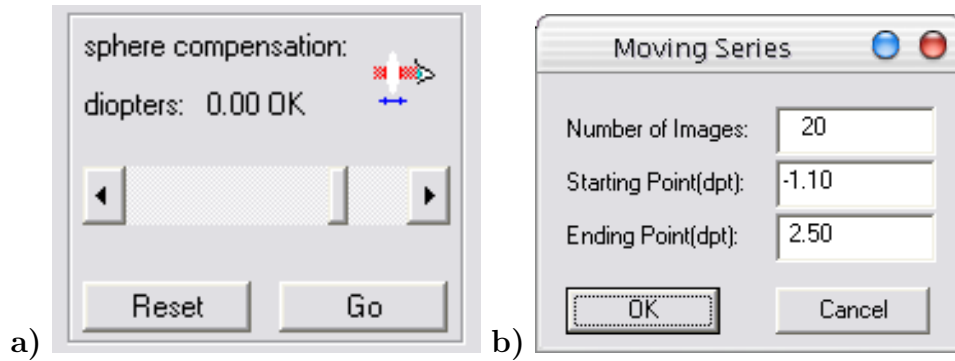 sphere compensation:
diopters: 0.00 OK
Reset Go
a)
Moving Series
Number of Images: 20
Starting Point(dpt): -1.10
Ending Point(dpt): 2.50
OK Cancel
b)